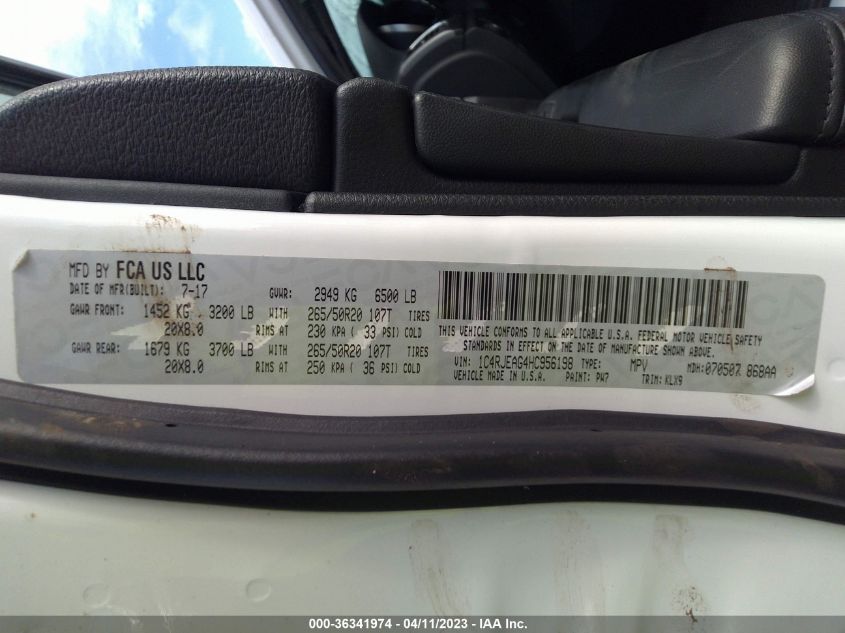 MFD BY FCA US LLC
DATE OF MFR(BUILT): 7-17 GVWR: 2949 KG 6500 LB
GAWR FRONT: 1452 KG 3200 LB WITH 265/50R20 107T TIRES
20X8.0 RIMS AT 230 KPA ( 33 PSI) COLD
GAWR REAR: 1679 KG 3700 LB WITH 265/50R20 107T TIRES
20X8.0 RIMS AT 250 KPA ( 36 PSI) COLD
THIS VEHICLE CONFORMS TO ALL APPLICABLE U.S.A. FEDERAL MOTOR VEHICLE SAFETY
STANDARDS IN EFFECT ON THE DATE OF MANUFACTURE SHOWN ABOVE.
VIN: 1C4RJEAG4HC956198 TYPE: MPV MDH: 070507 868AA
VEHICLE MADE IN U.S.A. PAINT: PW7 TRIM: KLX9
000-36341974 / 04/11/2023 - IAA Inc.